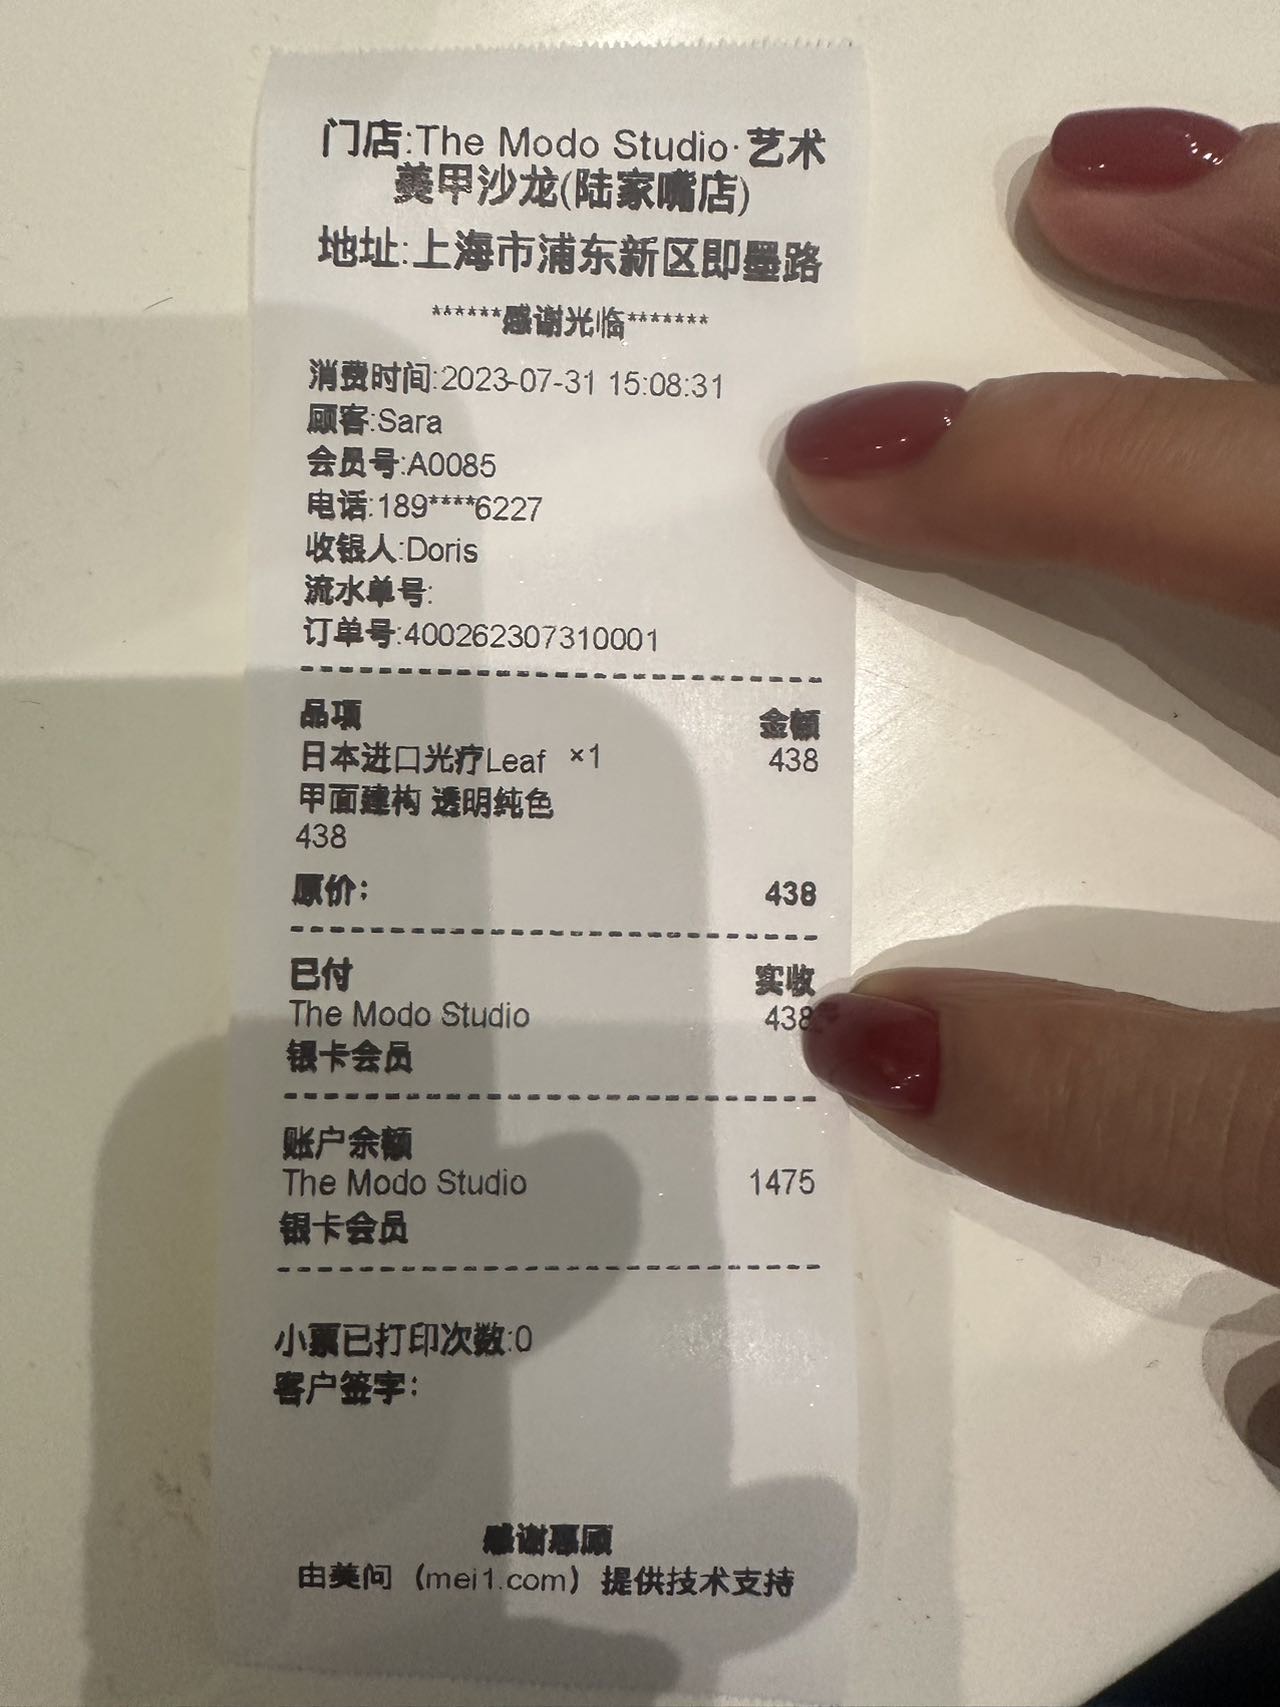 门店:The Modo Studio·艺术
美甲沙龙(陆家嘴店)
地址:上海市浦东新区即墨路
******感谢光临*******
消费时间:2023-07-31 15:08:31
顾客:Sara
会员号:A0085
电话:189****6227
收银人:Doris
流水单号:
订单号:400262307310001
品项 金额
日本进口光疗Leaf ×1 438
甲面建构 透明纯色
438
原价: 438
已付 实收
The Modo Studio 438
银卡会员
账户余额
The Modo Studio 1475
银卡会员
小票已打印次数:0
客户签字:
感谢惠顾
由美问（mei1.com）提供技术支持